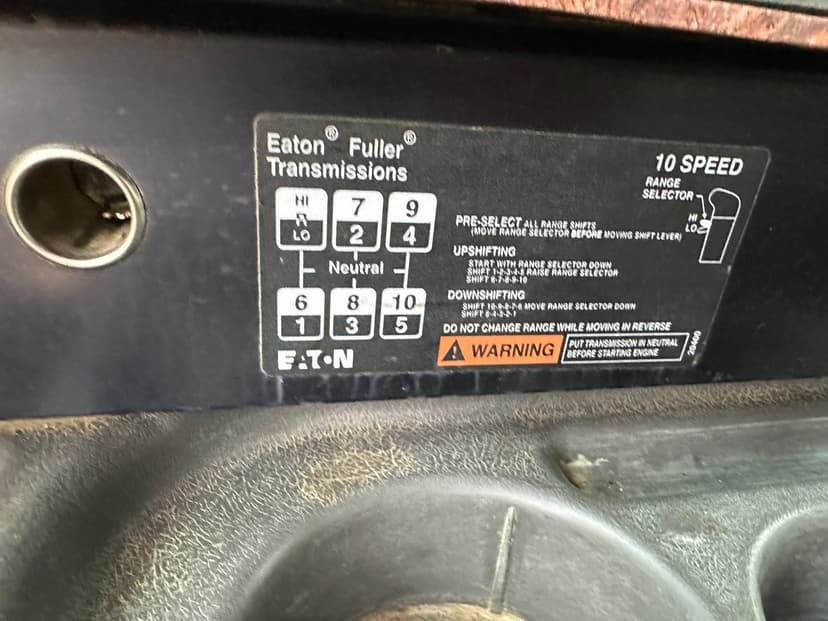 Eaton® Fuller®
Transmissions
10 SPEED
RANGE
SELECTOR
HI
LO
HI
R
LO
7
2
9
4
Neutral
6
1
8
3
10
5
EATON
PRE-SELECT ALL RANGE SHIFTS
(MOVE RANGE SELECTOR BEFORE MOVING SHIFT LEVER)
UPSHIFTING
START WITH RANGE SELECTOR DOWN
SHIFT 1-2-3-4-5 RAISE RANGE SELECTOR
SHIFT 6-7-8-9-10
DOWNSHIFTING
SHIFT 10-9-8-7-6 MOVE RANGE SELECTOR DOWN
SHIFT 5-4-3-2-1
DO NOT CHANGE RANGE WHILE MOVING IN REVERSE
WARNING
PUT TRANSMISSION IN NEUTRAL
BEFORE STARTING ENGINE
20400